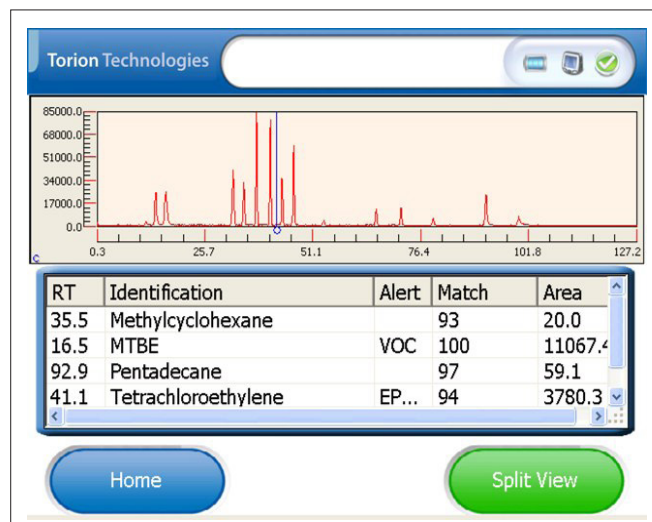 Torion Technologies
85000.0
68000.0
51000.0
34000.0
17000.0
0.0
0.3 25.7 51.1 76.4 101.8 127.2
c
RT Identification Alert Match Area
35.5 Methylcyclohexane 93 20.0
16.5 MTBE VOC 100 11067.4
92.9 Pentadecane 97 59.1
41.1 Tetrachloroethylene EP... 94 3780.3
Home Split View